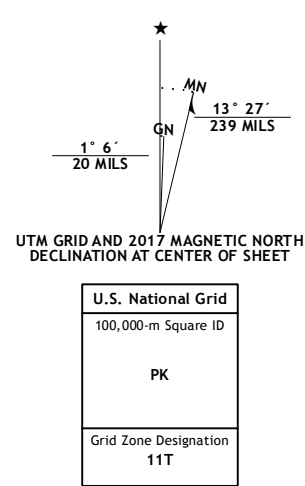 ★
MN
GN
13° 27´
239 MILS
1° 6´
20 MILS
UTM GRID AND 2017 MAGNETIC NORTH
DECLINATION AT CENTER OF SHEET
U.S. National Grid
100,000-m Square ID
PK
Grid Zone Designation
11T